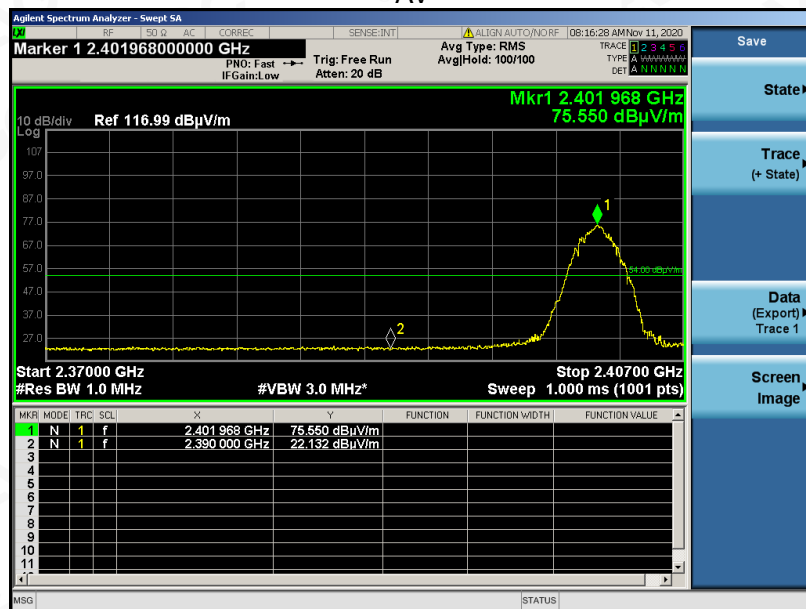 AV
Agilent Spectrum Analyzer - Swept SA
LXI RF 50 Ω AC CORREC SENSE:INT ALIGN AUTO/NO RF 08:16:28 AM Nov 11, 2020
Marker 1 2.401968000000 GHz
PNO: Fast
IFGain:Low
Trig: Free Run
Atten: 20 dB
Avg Type: RMS
Avg|Hold: 100/100
TRACE 1 2 3 4 5 6
TYPE A WWWWW
DET A N N N N N
Mkr1 2.401 968 GHz
75.550 dBµV/m
10 dB/div Ref 116.99 dBµV/m
Log
107
97.0
87.0
77.0
67.0
57.0
47.0
37.0
27.0
1
2
54.00 dBµV/m
Start 2.37000 GHz Stop 2.40700 GHz
#Res BW 1.0 MHz #VBW 3.0 MHz* Sweep 1.000 ms (1001 pts)
MKR MODE TRC SCL X Y FUNCTION FUNCTION WIDTH FUNCTION VALUE
1 N 1 f 2.401 968 GHz 75.550 dBµV/m
2 N 1 f 2.390 000 GHz 22.132 dBµV/m
3
4
5
6
7
8
9
10
11
MSG STATUS
Save
State
Trace
(+ State)
Data
(Export)
Trace 1
Screen
Image